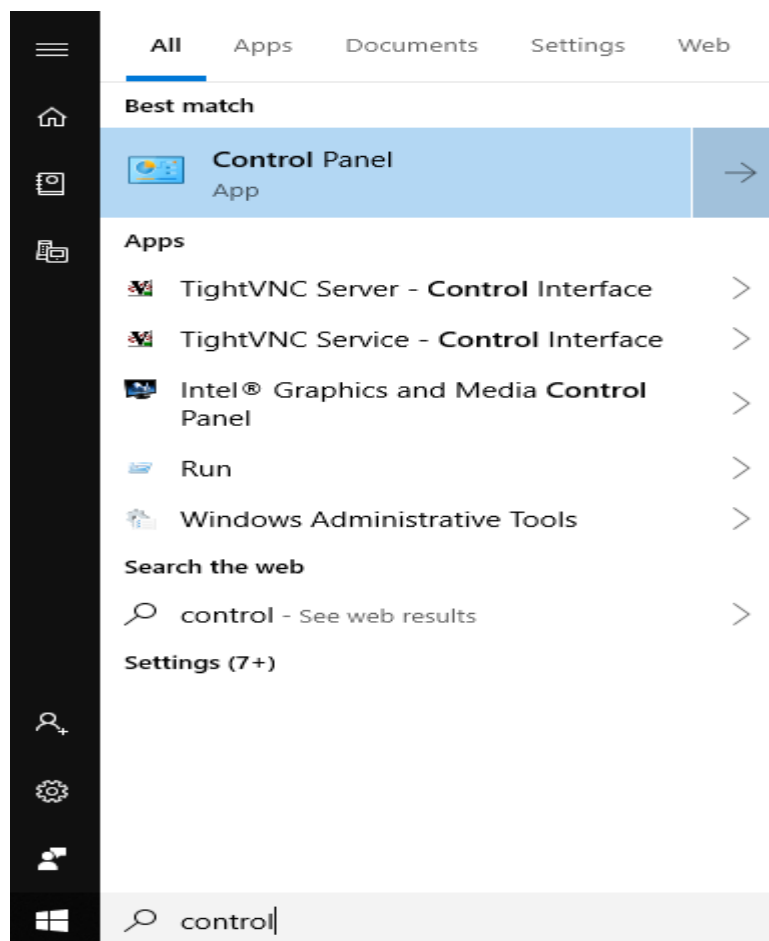 All Apps Documents Settings Web
Best match
Control Panel
App
Apps
TightVNC Server - Control Interface
TightVNC Service - Control Interface
Intel® Graphics and Media Control
Panel
Run
Windows Administrative Tools
Search the web
control - See web results
Settings (7+)
control